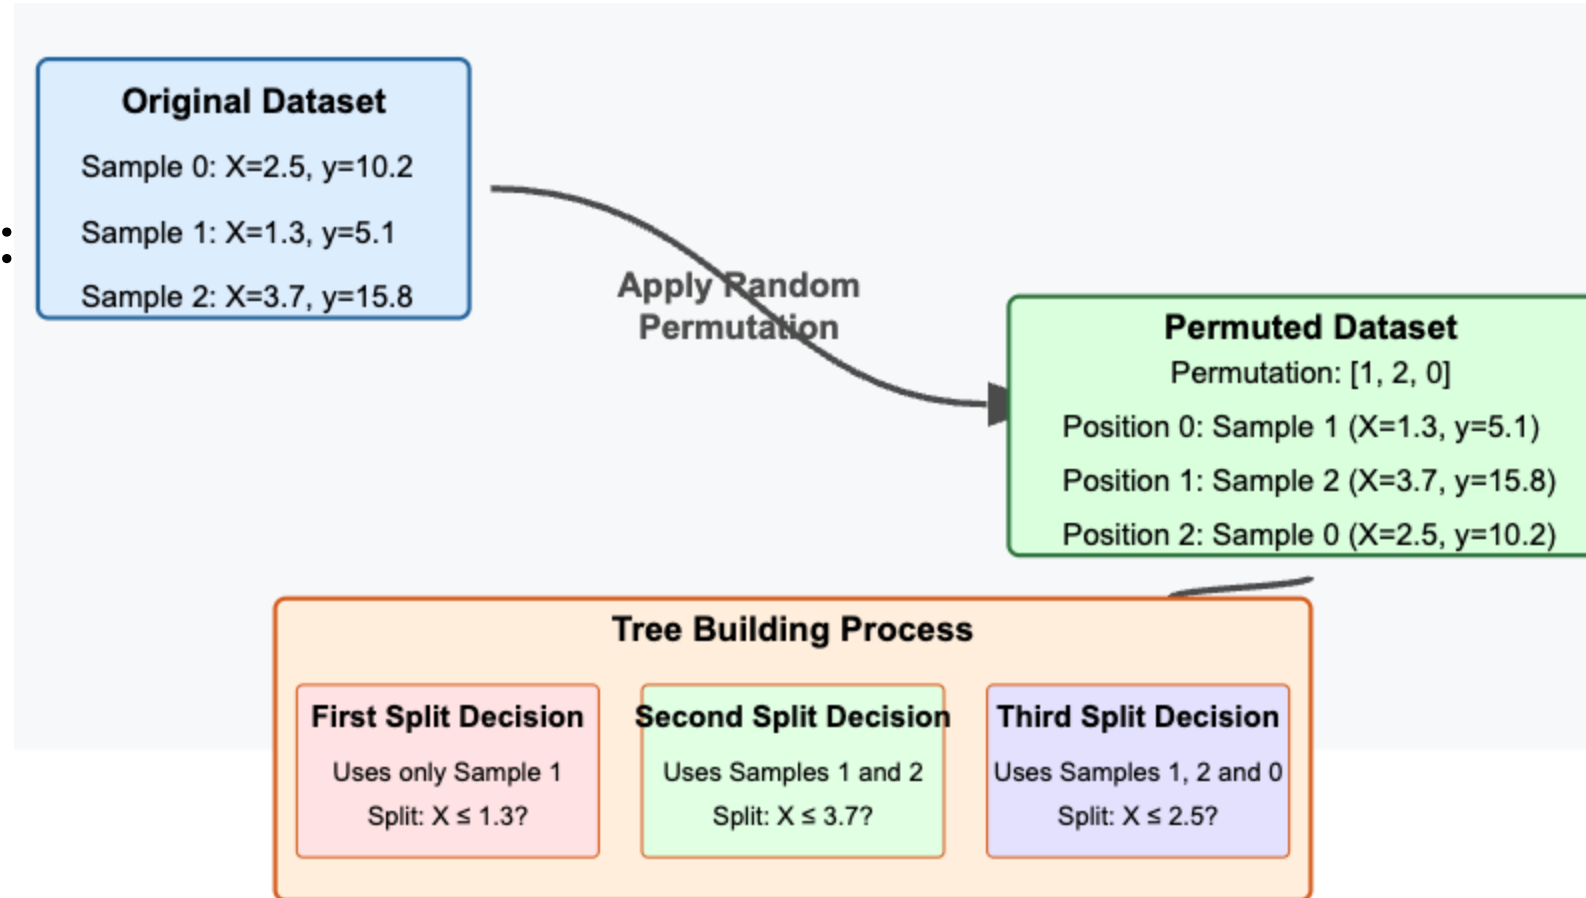 Original Dataset
Sample 0: X=2.5, y=10.2
Sample 1: X=1.3, y=5.1
Sample 2: X=3.7, y=15.8
Apply Random
Permutation
Permuted Dataset
Permutation: [1, 2, 0]
Position 0: Sample 1 (X=1.3, y=5.1)
Position 1: Sample 2 (X=3.7, y=15.8)
Position 2: Sample 0 (X=2.5, y=10.2)
Tree Building Process
First Split Decision
Uses only Sample 1
Split: X ≤ 1.3?
Second Split Decision
Uses Samples 1 and 2
Split: X ≤ 3.7?
Third Split Decision
Uses Samples 1, 2 and 0
Split: X ≤ 2.5?